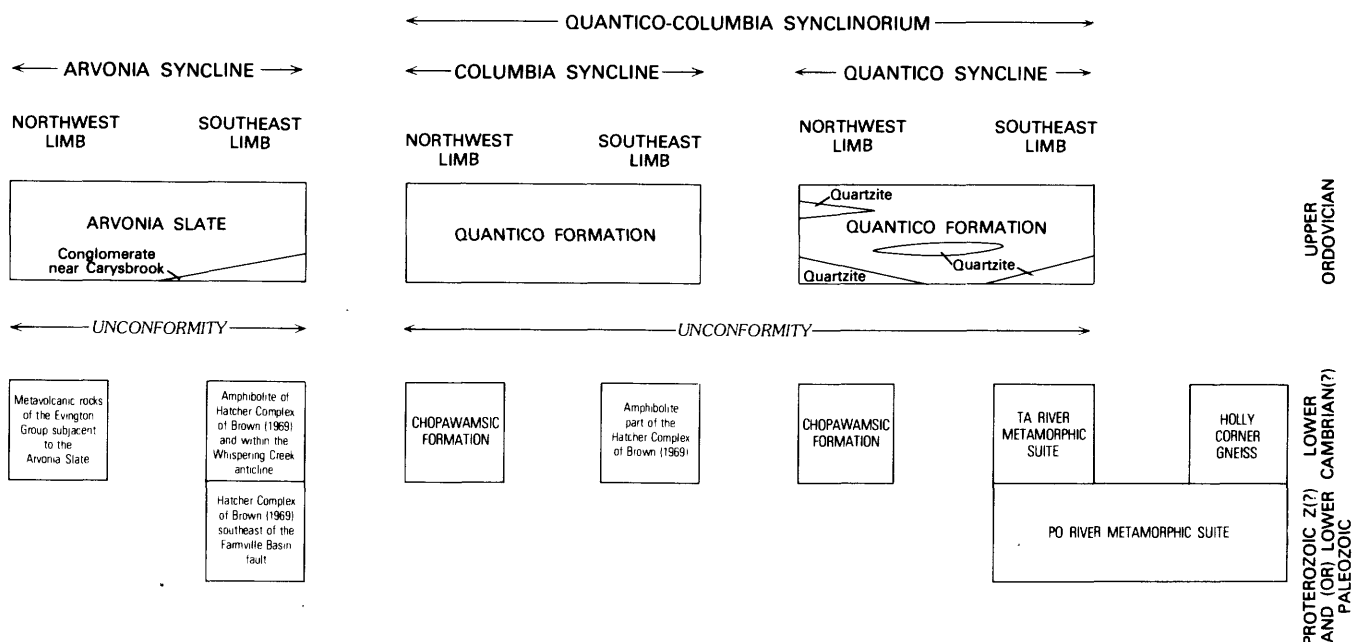 QUANTICO-COLUMBIA SYNCLINORIUM
ARVONIA SYNCLINE
COLUMBIA SYNCLINE
QUANTICO SYNCLINE
NORTHWEST
LIMB
SOUTHEAST
LIMB
NORTHWEST
LIMB
SOUTHEAST
LIMB
NORTHWEST
LIMB
SOUTHEAST
LIMB
ARVONIA SLATE
Conglomerate
near Carysbrook
QUANTICO FORMATION
Quartzite
QUANTICO FORMATION
Quartzite
Quartzite
UPPER
ORDOVICIAN
UNCONFORMITY
UNCONFORMITY
Metavolcanic rocks
of the Evington
Group subjacent
to the
Arvonia Slate
Amphibolite of
Hatcher Complex
of Brown (1969)
and within the
Whispering Creek
anticline
CHOPAWAMSIC
FORMATION
Amphibolite
part of the
Hatcher Complex
of Brown (1969)
CHOPAWAMSIC
FORMATION
TA RIVER
METAMORPHIC
SUITE
HOLLY
CORNER
GNEISS
LOWER
CAMBRIAN(?)
Hatcher Complex
of Brown (1969)
southeast of the
Farmville Basin
fault
PO RIVER METAMORPHIC SUITE
PROTEROZOIC Z(?)
AND (OR) LOWER
PALEOZOIC